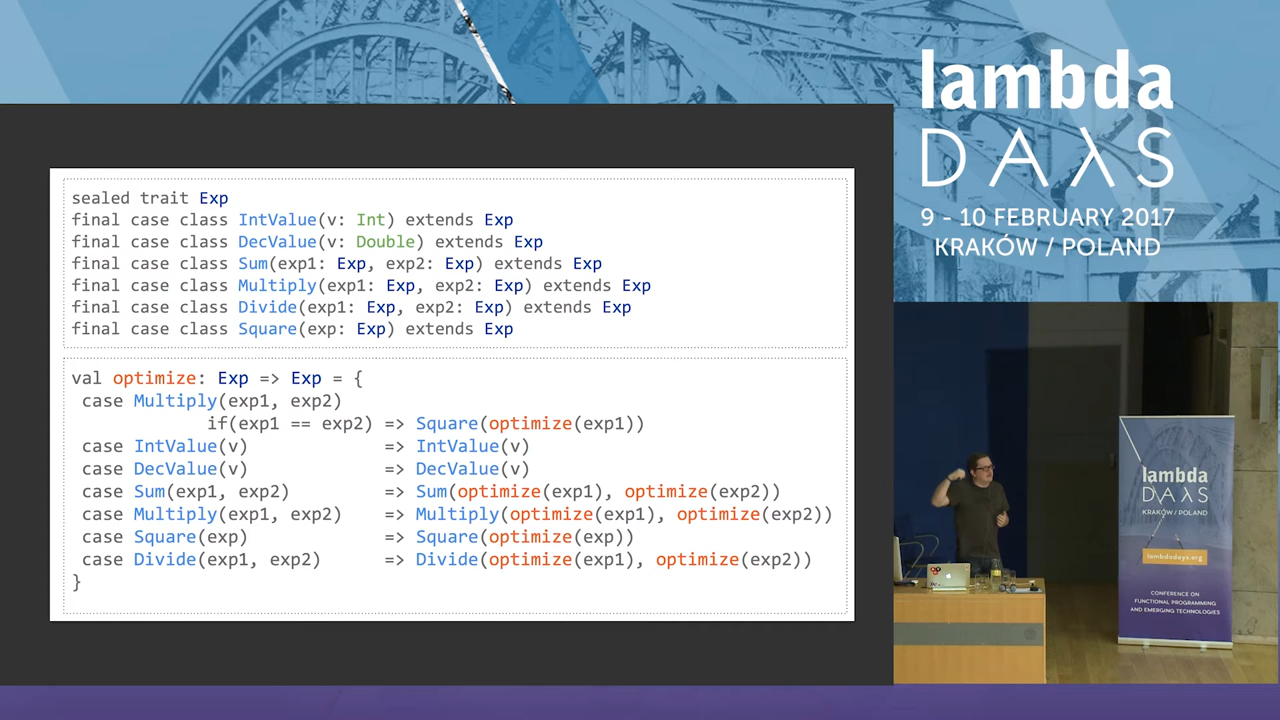 sealed trait Exp
final case class IntValue(v: Int) extends Exp
final case class DecValue(v: Double) extends Exp
final case class Sum(exp1: Exp, exp2: Exp) extends Exp
final case class Multiply(exp1: Exp, exp2: Exp) extends Exp
final case class Divide(exp1: Exp, exp2: Exp) extends Exp
final case class Square(exp: Exp) extends Exp
val optimize: Exp => Exp = {
case Multiply(exp1, exp2)
if(exp1 == exp2) => Square(optimize(exp1))
case IntValue(v) => IntValue(v)
case DecValue(v) => DecValue(v)
case Sum(exp1, exp2) => Sum(optimize(exp1), optimize(exp2))
case Multiply(exp1, exp2) => Multiply(optimize(exp1), optimize(exp2))
case Square(exp) => Square(optimize(exp))
case Divide(exp1, exp2) => Divide(optimize(exp1), optimize(exp2))
}
lambda
DAλS
9 - 10 FEBRUARY 2017
KRAKÓW / POLAND
lambda
DAλS
KRAKÓW / POLAND
lambdadays.org
CONFERENCE ON
FUNCTIONAL PROGRAMMING
AND EMERGING TECHNOLOGIES